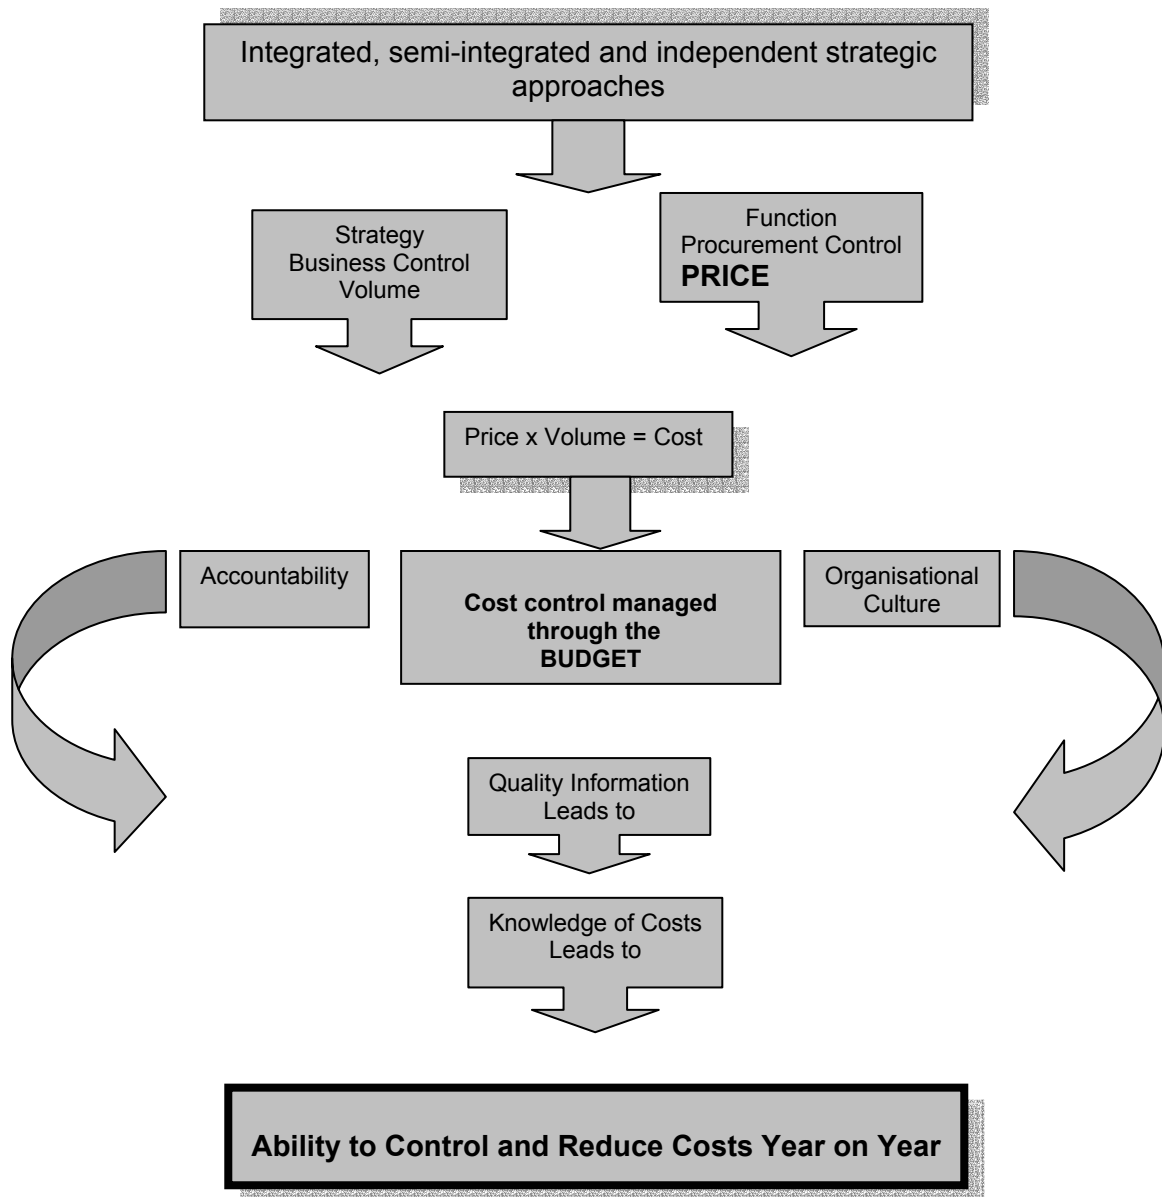 Integrated, semi-integrated and independent strategic
approaches
Strategy
Business Control
Volume
Function
Procurement Control
PRICE
Price x Volume = Cost
Accountability
Cost control managed
through the
BUDGET
Organisational
Culture
Quality Information
Leads to
Knowledge of Costs
Leads to
Ability to Control and Reduce Costs Year on Year